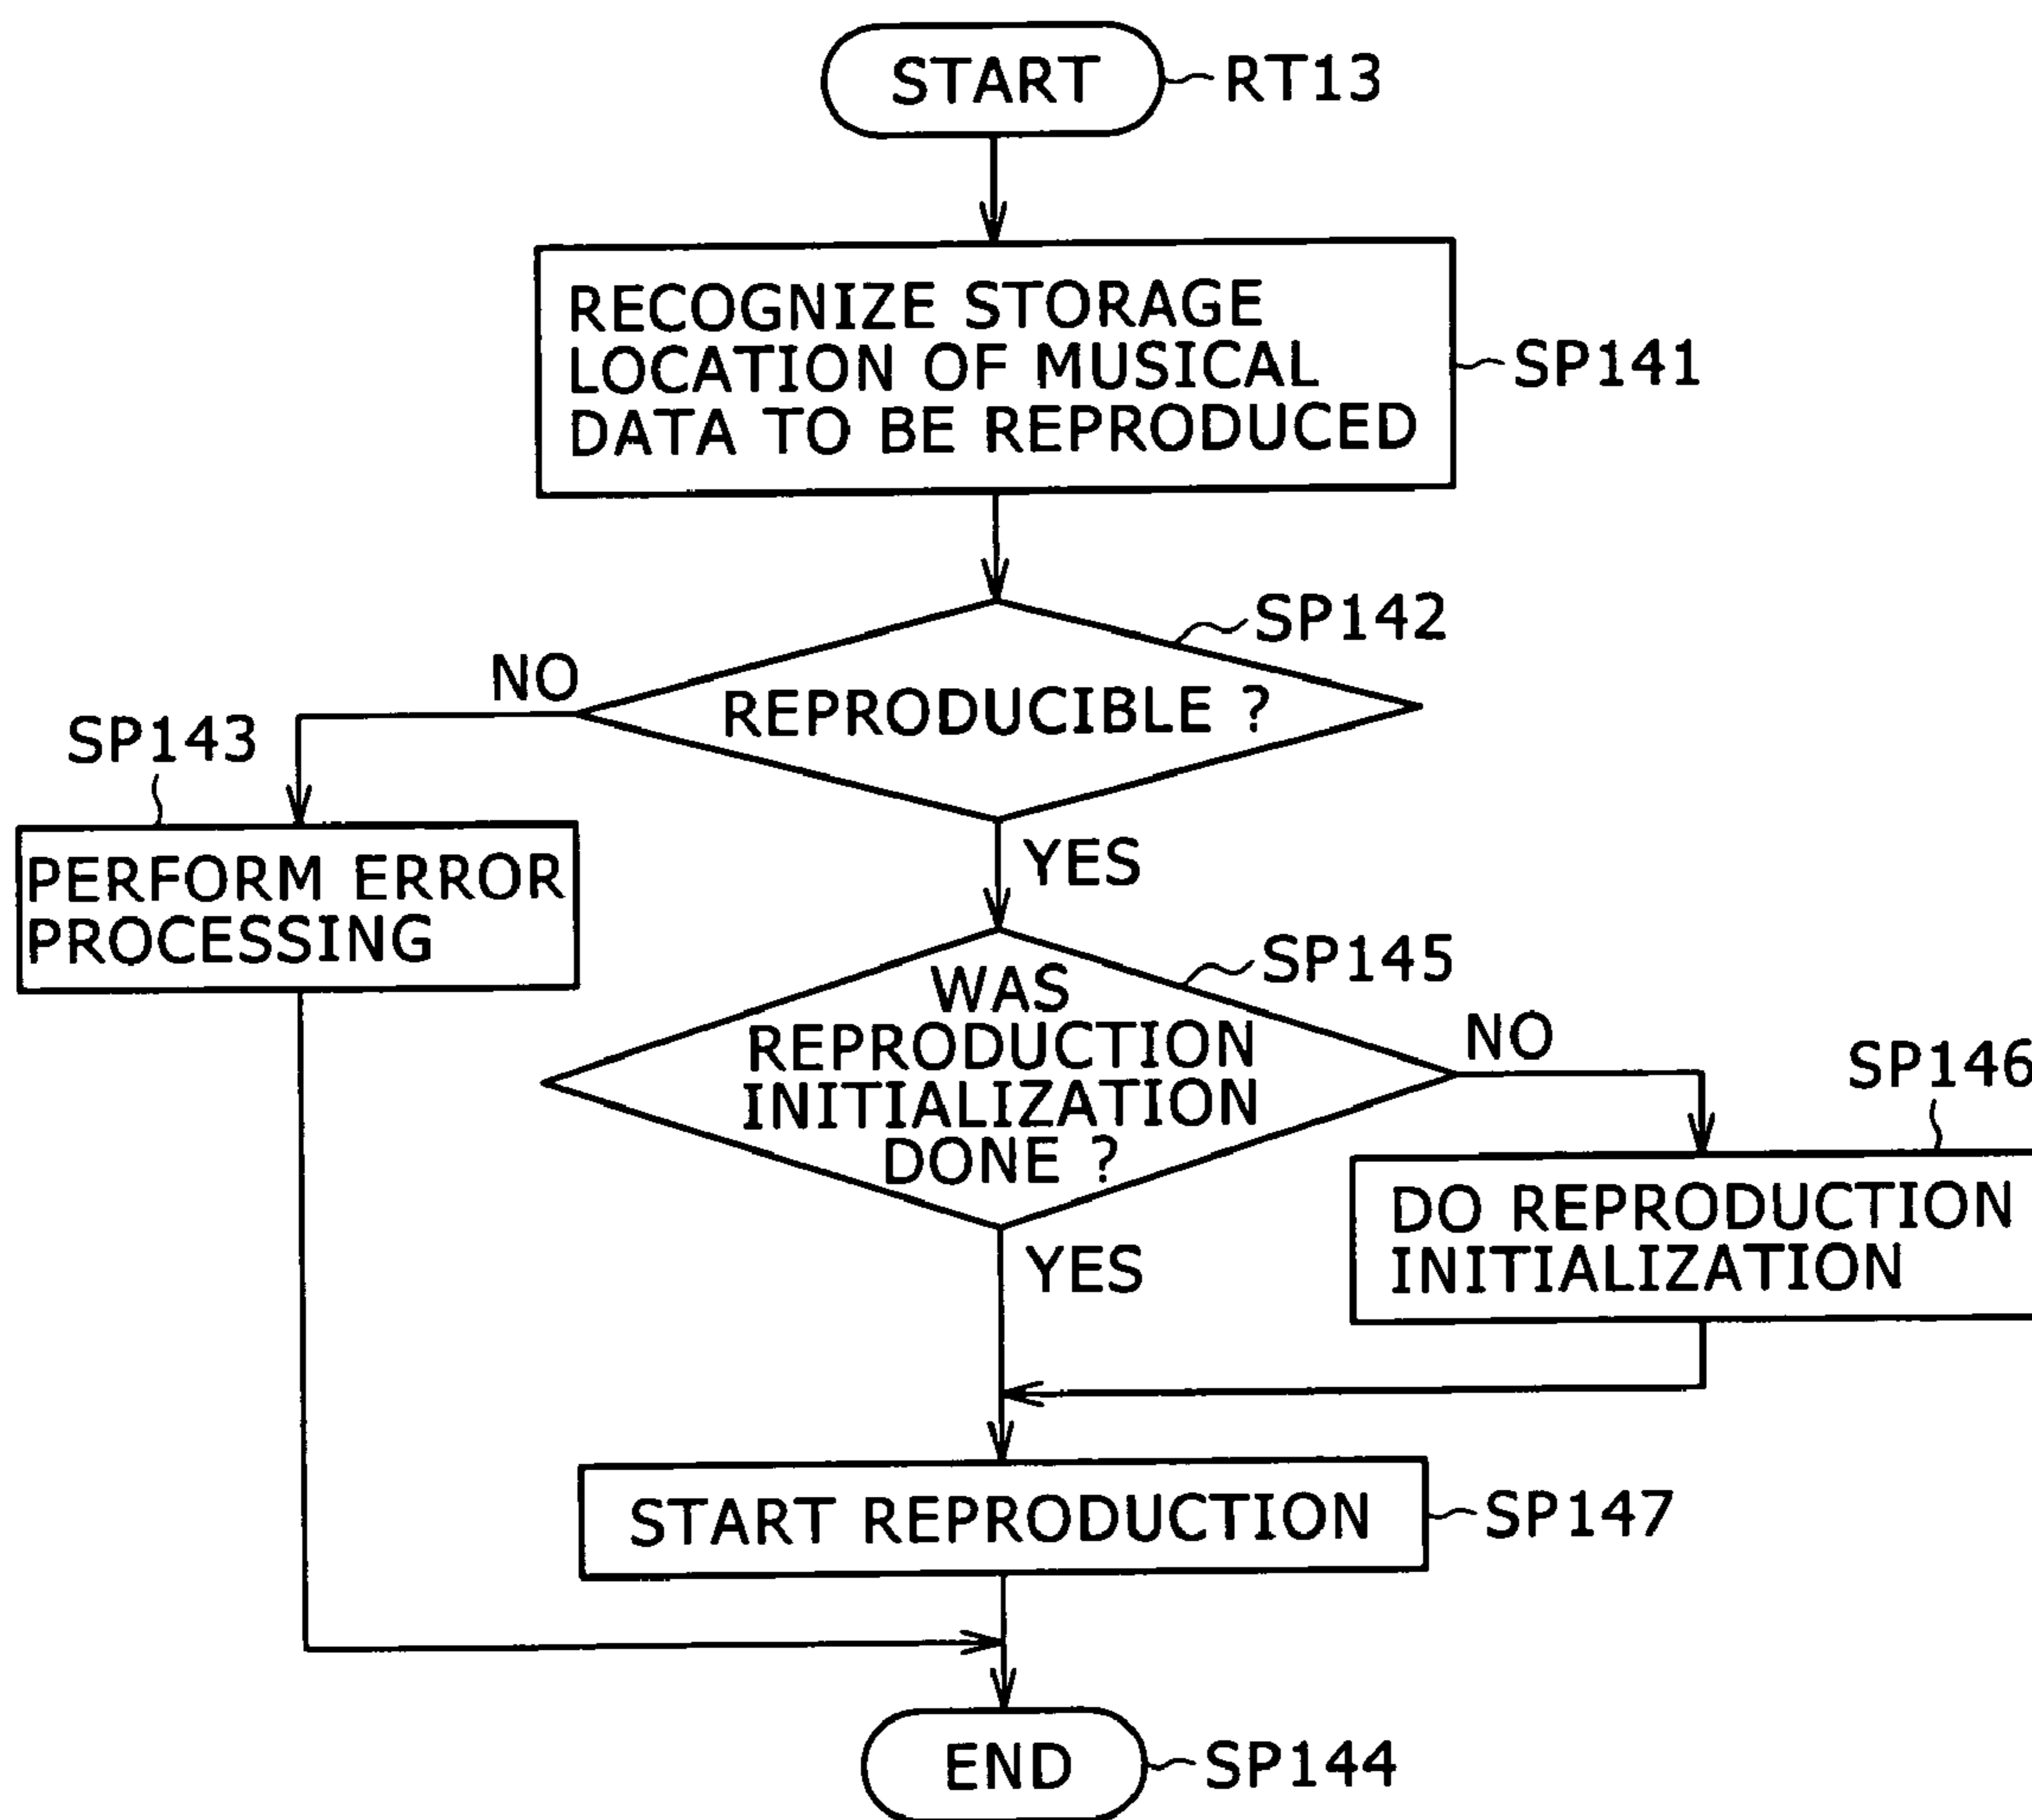 START
RT13
RECOGNIZE STORAGE
LOCATION OF MUSICAL
DATA TO BE REPRODUCED
SP141
SP142
NO
REPRODUCIBLE ?
SP143
YES
PERFORM ERROR
PROCESSING
SP145
WAS
REPRODUCTION
INITIALIZATION
DONE ?
NO
SP146
YES
DO REPRODUCTION
INITIALIZATION
START REPRODUCTION
SP147
END
SP144